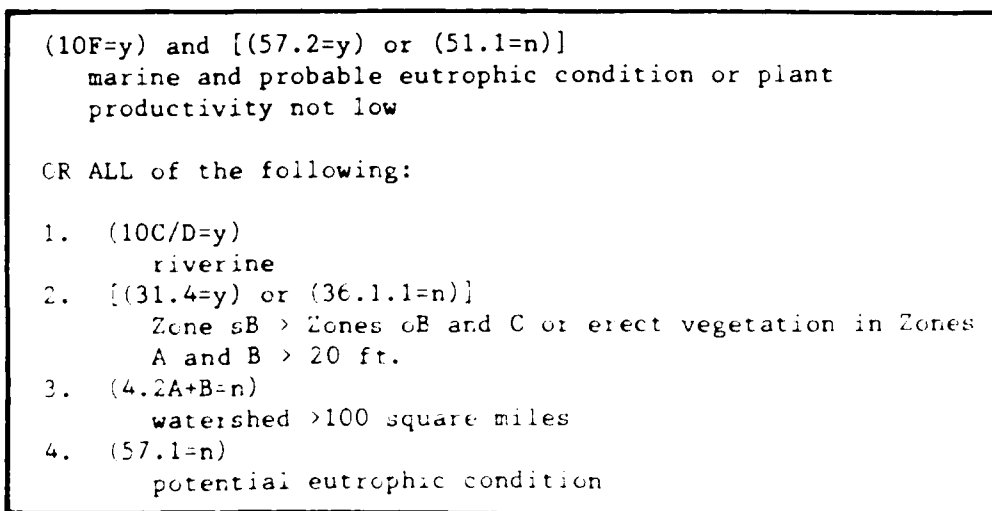 (10F=y) and [(57.2=y) or (51.1=n)]
marine and probable eutrophic condition or plant
productivity not low
OR ALL of the following:
1. (10C/D=y)
riverine
2. [(31.4=y) or (36.1.1=n)]
Zone sB > Zones oB and C or erect vegetation in Zones
A and B > 20 ft.
3. (4.2A+B=n)
watershed >100 square miles
4. (57.1=n)
potential eutrophic condition